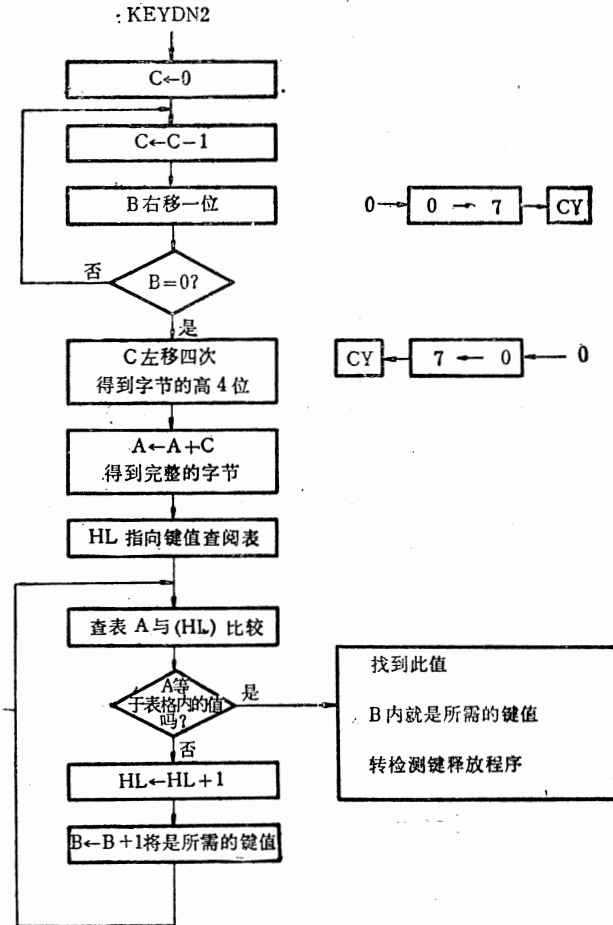 KEYDN2
C←0
C←C-1
B右移一位
0→ 0 → 7 → CY
否
B=0?
是
C左移四次
得到字节的高4位
CY ← 7 ← 0 ← 0
A←A+C
得到完整的字节
HL 指向键值查阅表
查表 A 与(HL) 比较
A等
于表格内的值
吗?
是
否
找到此值
B内就是所需的键值
转检测键释放程序
HL←HL+1
B←B+1将是所需的键值